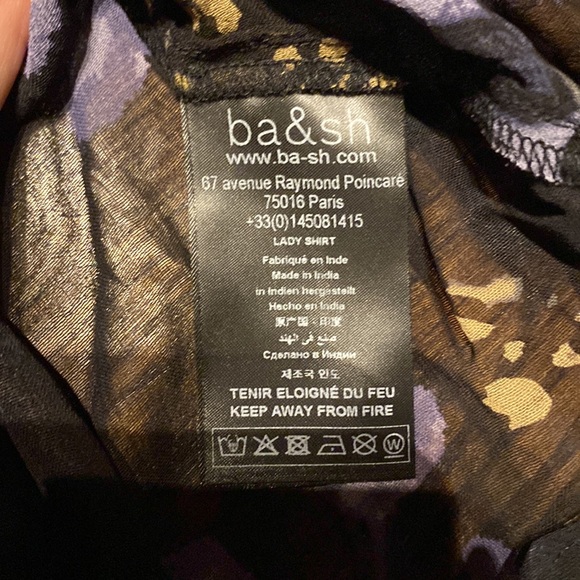 ba&sh
www.ba-sh.com
67 avenue Raymond Poincaré
75016 Paris
+33(0)145081415
LADY SHIRT
Fabriqué en Inde
Made in India
in Indien hergestellt
Hecho en India
原产国：印度
صنع في الهند
Сделано в Индии
제조국 인도
TENIR ELOIGNÉ DU FEU
KEEP AWAY FROM FIRE
W